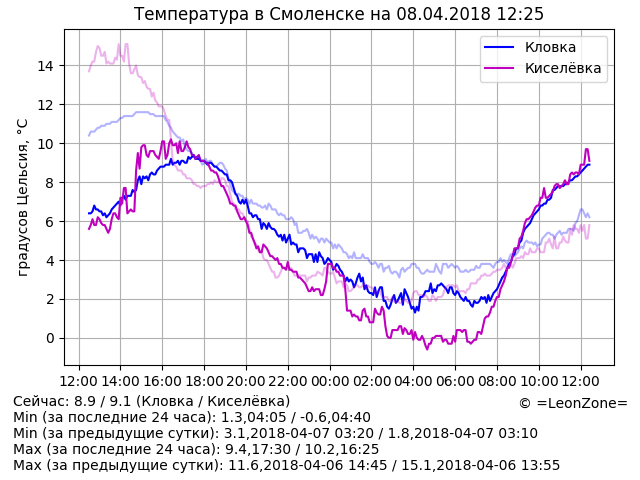 Температура в Смоленске на 08.04.2018 12:25
градусов Цельсия, °C
14
12
10
8
6
4
2
0
Кловка
Киселёвка
12:00 14:00 16:00 18:00 20:00 22:00 00:00 02:00 04:00 06:00 08:00 10:00 12:00
Сейчас: 8.9 / 9.1 (Кловка / Киселёвка)
© =LeonZone=
Min (за последние 24 часа): 1.3,04:05 / -0.6,04:40
Min (за предыдущие сутки): 3.1,2018-04-07 03:20 / 1.8,2018-04-07 03:10
Max (за последние 24 часа): 9.4,17:30 / 10.2,16:25
Max (за предыдущие сутки): 11.6,2018-04-06 14:45 / 15.1,2018-04-06 13:55